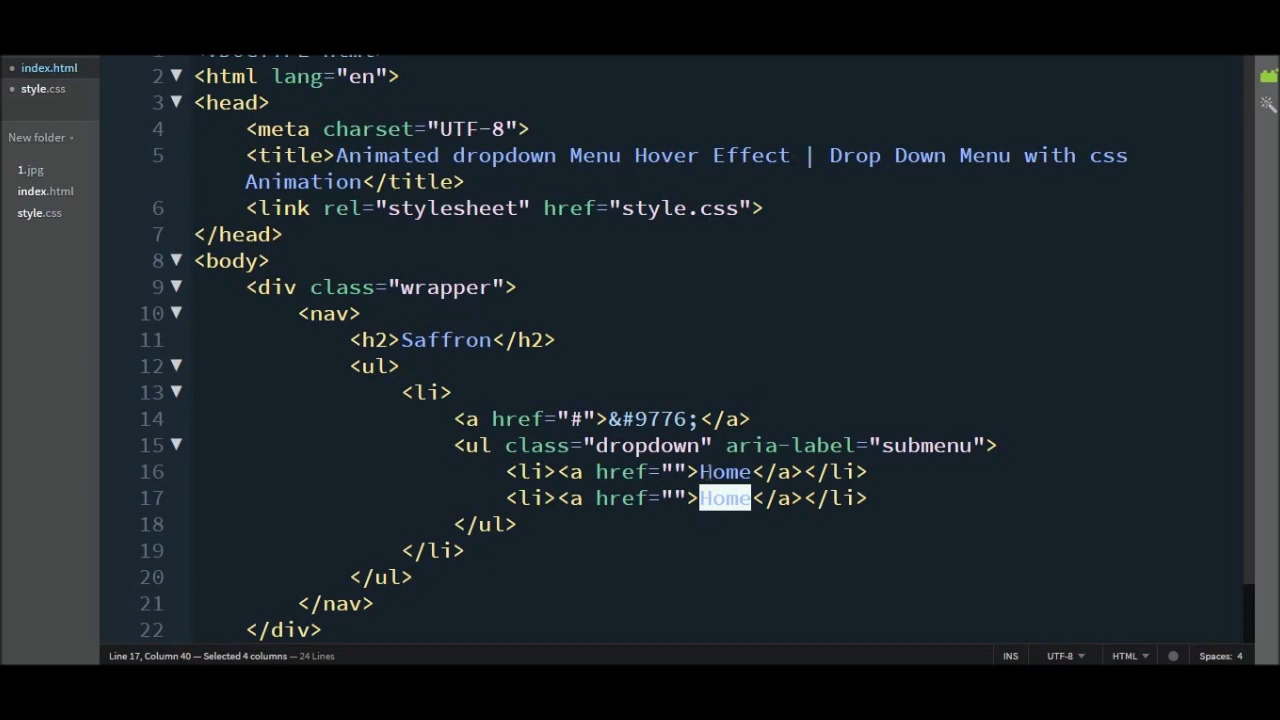 index.html
style.css
New folder
1.jpg
index.html
style.css
1
2 <html lang="en">
3 <head>
4 <meta charset="UTF-8">
5 <title>Animated dropdown Menu Hover Effect | Drop Down Menu with css
Animation</title>
6 <link rel="stylesheet" href="style.css">
7 </head>
8 <body>
9 <div class="wrapper">
10 <nav>
11 <h2>Saffron</h2>
12 <ul>
13 <li>
14 <a href="#">&#9776;</a>
15 <ul class="dropdown" aria-label="submenu">
16 <li><a href="">Home</a></li>
17 <li><a href="">Home</a></li>
18 </ul>
19 </li>
20 </ul>
21 </nav>
22 </div>
Line 17, Column 40 — Selected 4 columns — 24 Lines
INS UTF-8 HTML Spaces: 4